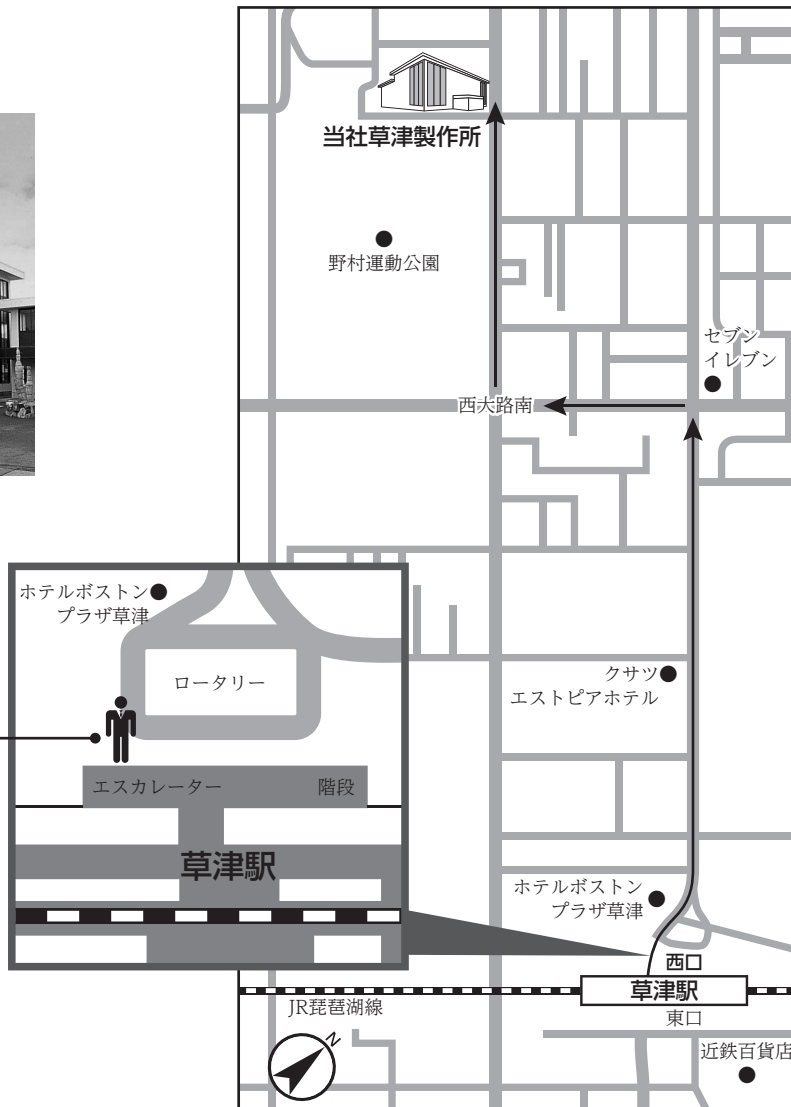 当社草津製作所
野村運動公園
セブン
イレブン
西大路南
ホテルボストン
プラザ草津
ロータリー
クサツ
エストピアホテル
エスカレーター
階段
草津駅
ホテルボストン
プラザ草津
西口
草津駅
JR琵琶湖線
東口
N
近鉄百貨店